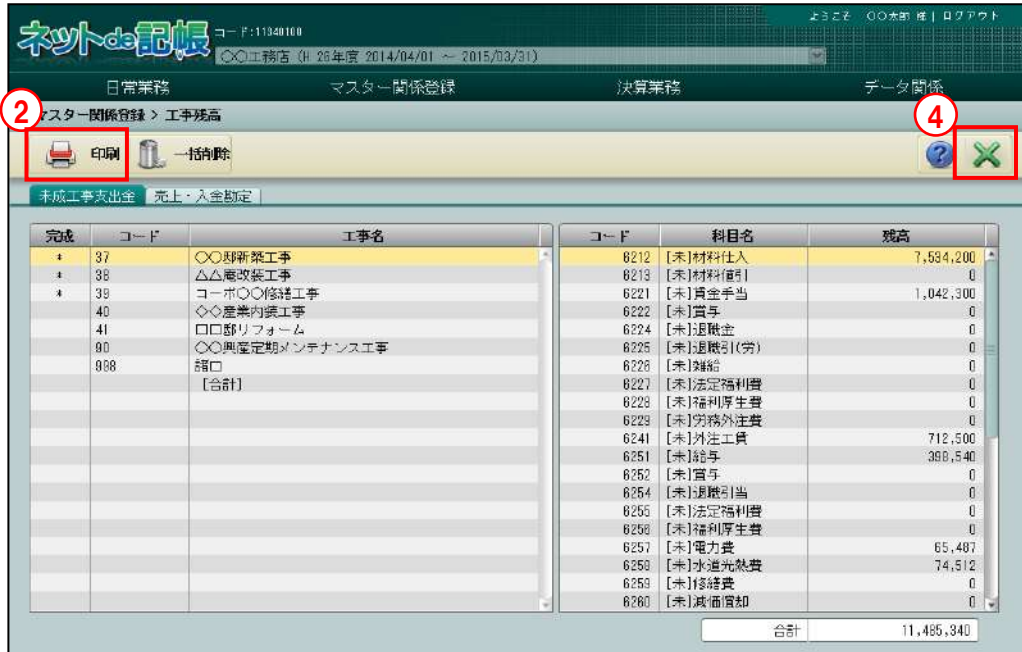 ようこそ 〇〇太郎 様 | ログアウト
ネットde記帳 コード:11340100
〇〇工務店 (H 26年度 2014/04/01 ～ 2015/03/31)
日常業務 マスター関係登録 決算業務 データ関係
② マスター関係登録 > 工事残高 ④
印刷 一括削除 ?
未成工事支出金 売上・入金勘定
完成 コード 工事名 コード 科目名 残高
* 37 〇〇邸新築工事 6212 [未]材料仕入 7,534,200
* 38 △△庵改装工事 6213 [未]材料値引 0
* 39 コーポ〇〇修繕工事 6221 [未]賃金手当 1,042,300
40 ◇◇産業内装工事 6222 [未]賞与 0
41 口口邸リフォーム 6224 [未]退職金 0
90 〇〇興産定期メンテナンス工事 6225 [未]退職引(労) 0
998 諸口 6226 [未]雑給 0
[合計] 6227 [未]法定福利費 0
6228 [未]福利厚生費 0
6229 [未]労務外注費 0
6241 [未]外注工賃 712,500
6251 [未]給与 398,540
6252 [未]賞与 0
6254 [未]退職引当 0
6255 [未]法定福利費 0
6256 [未]福利厚生費 0
6257 [未]電力費 65,487
6258 [未]水道光熱費 74,512
6259 [未]修繕費 0
6260 [未]減価償却 0
合計 11,485,340